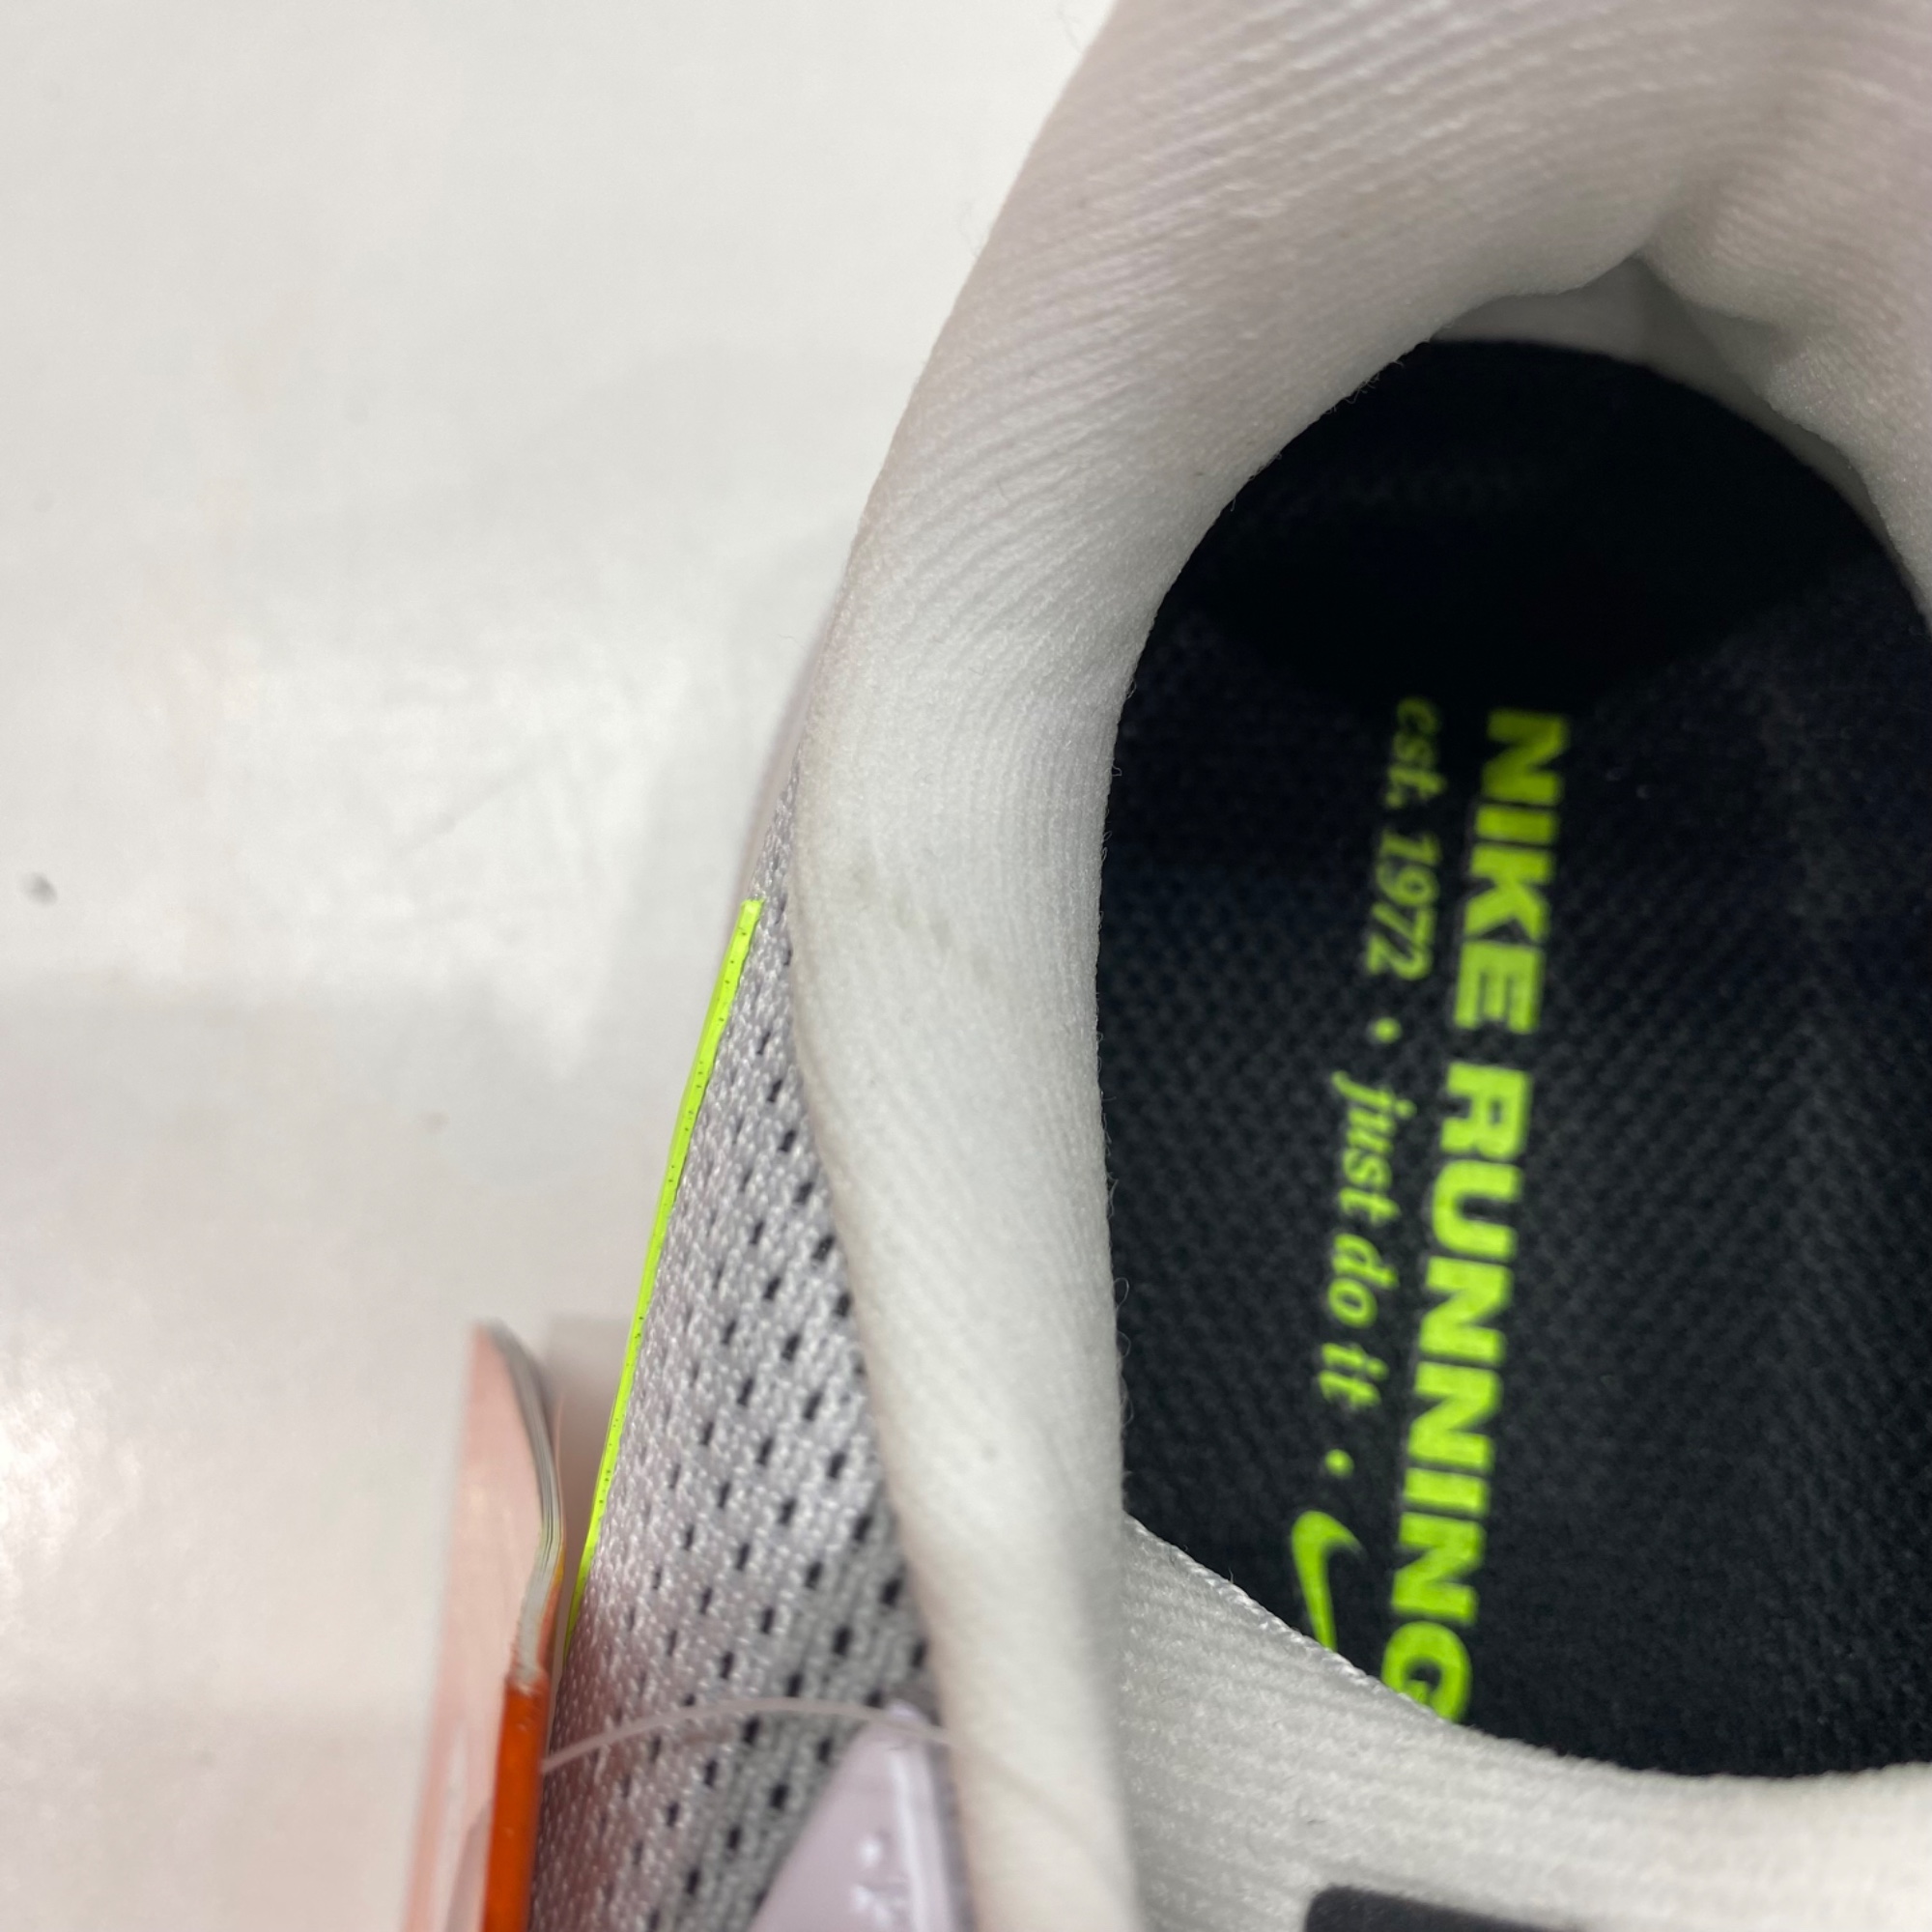 NIKE RUNNING
est. 1972 • just do it •